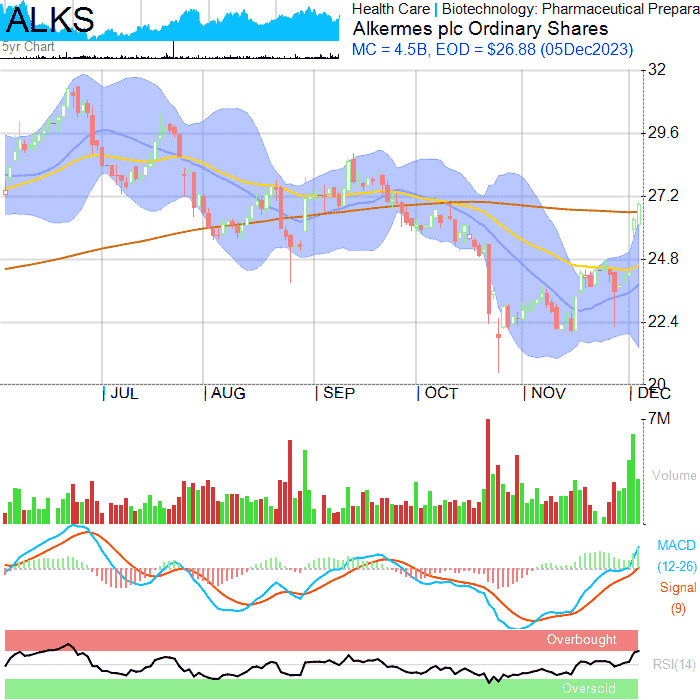 ALKS
5yr Chart
Health Care | Biotechnology: Pharmaceutical Prepara
Alkermes plc Ordinary Shares
MC = 4.5B, EOD = $26.88 (05Dec2023)
32
29.6
27.2
24.8
22.4
20
JUL AUG SEP OCT NOV DEC
7M
Volume
MACD
(12-26)
Signal
(9)
Overbought
RSI(14)
Oversold